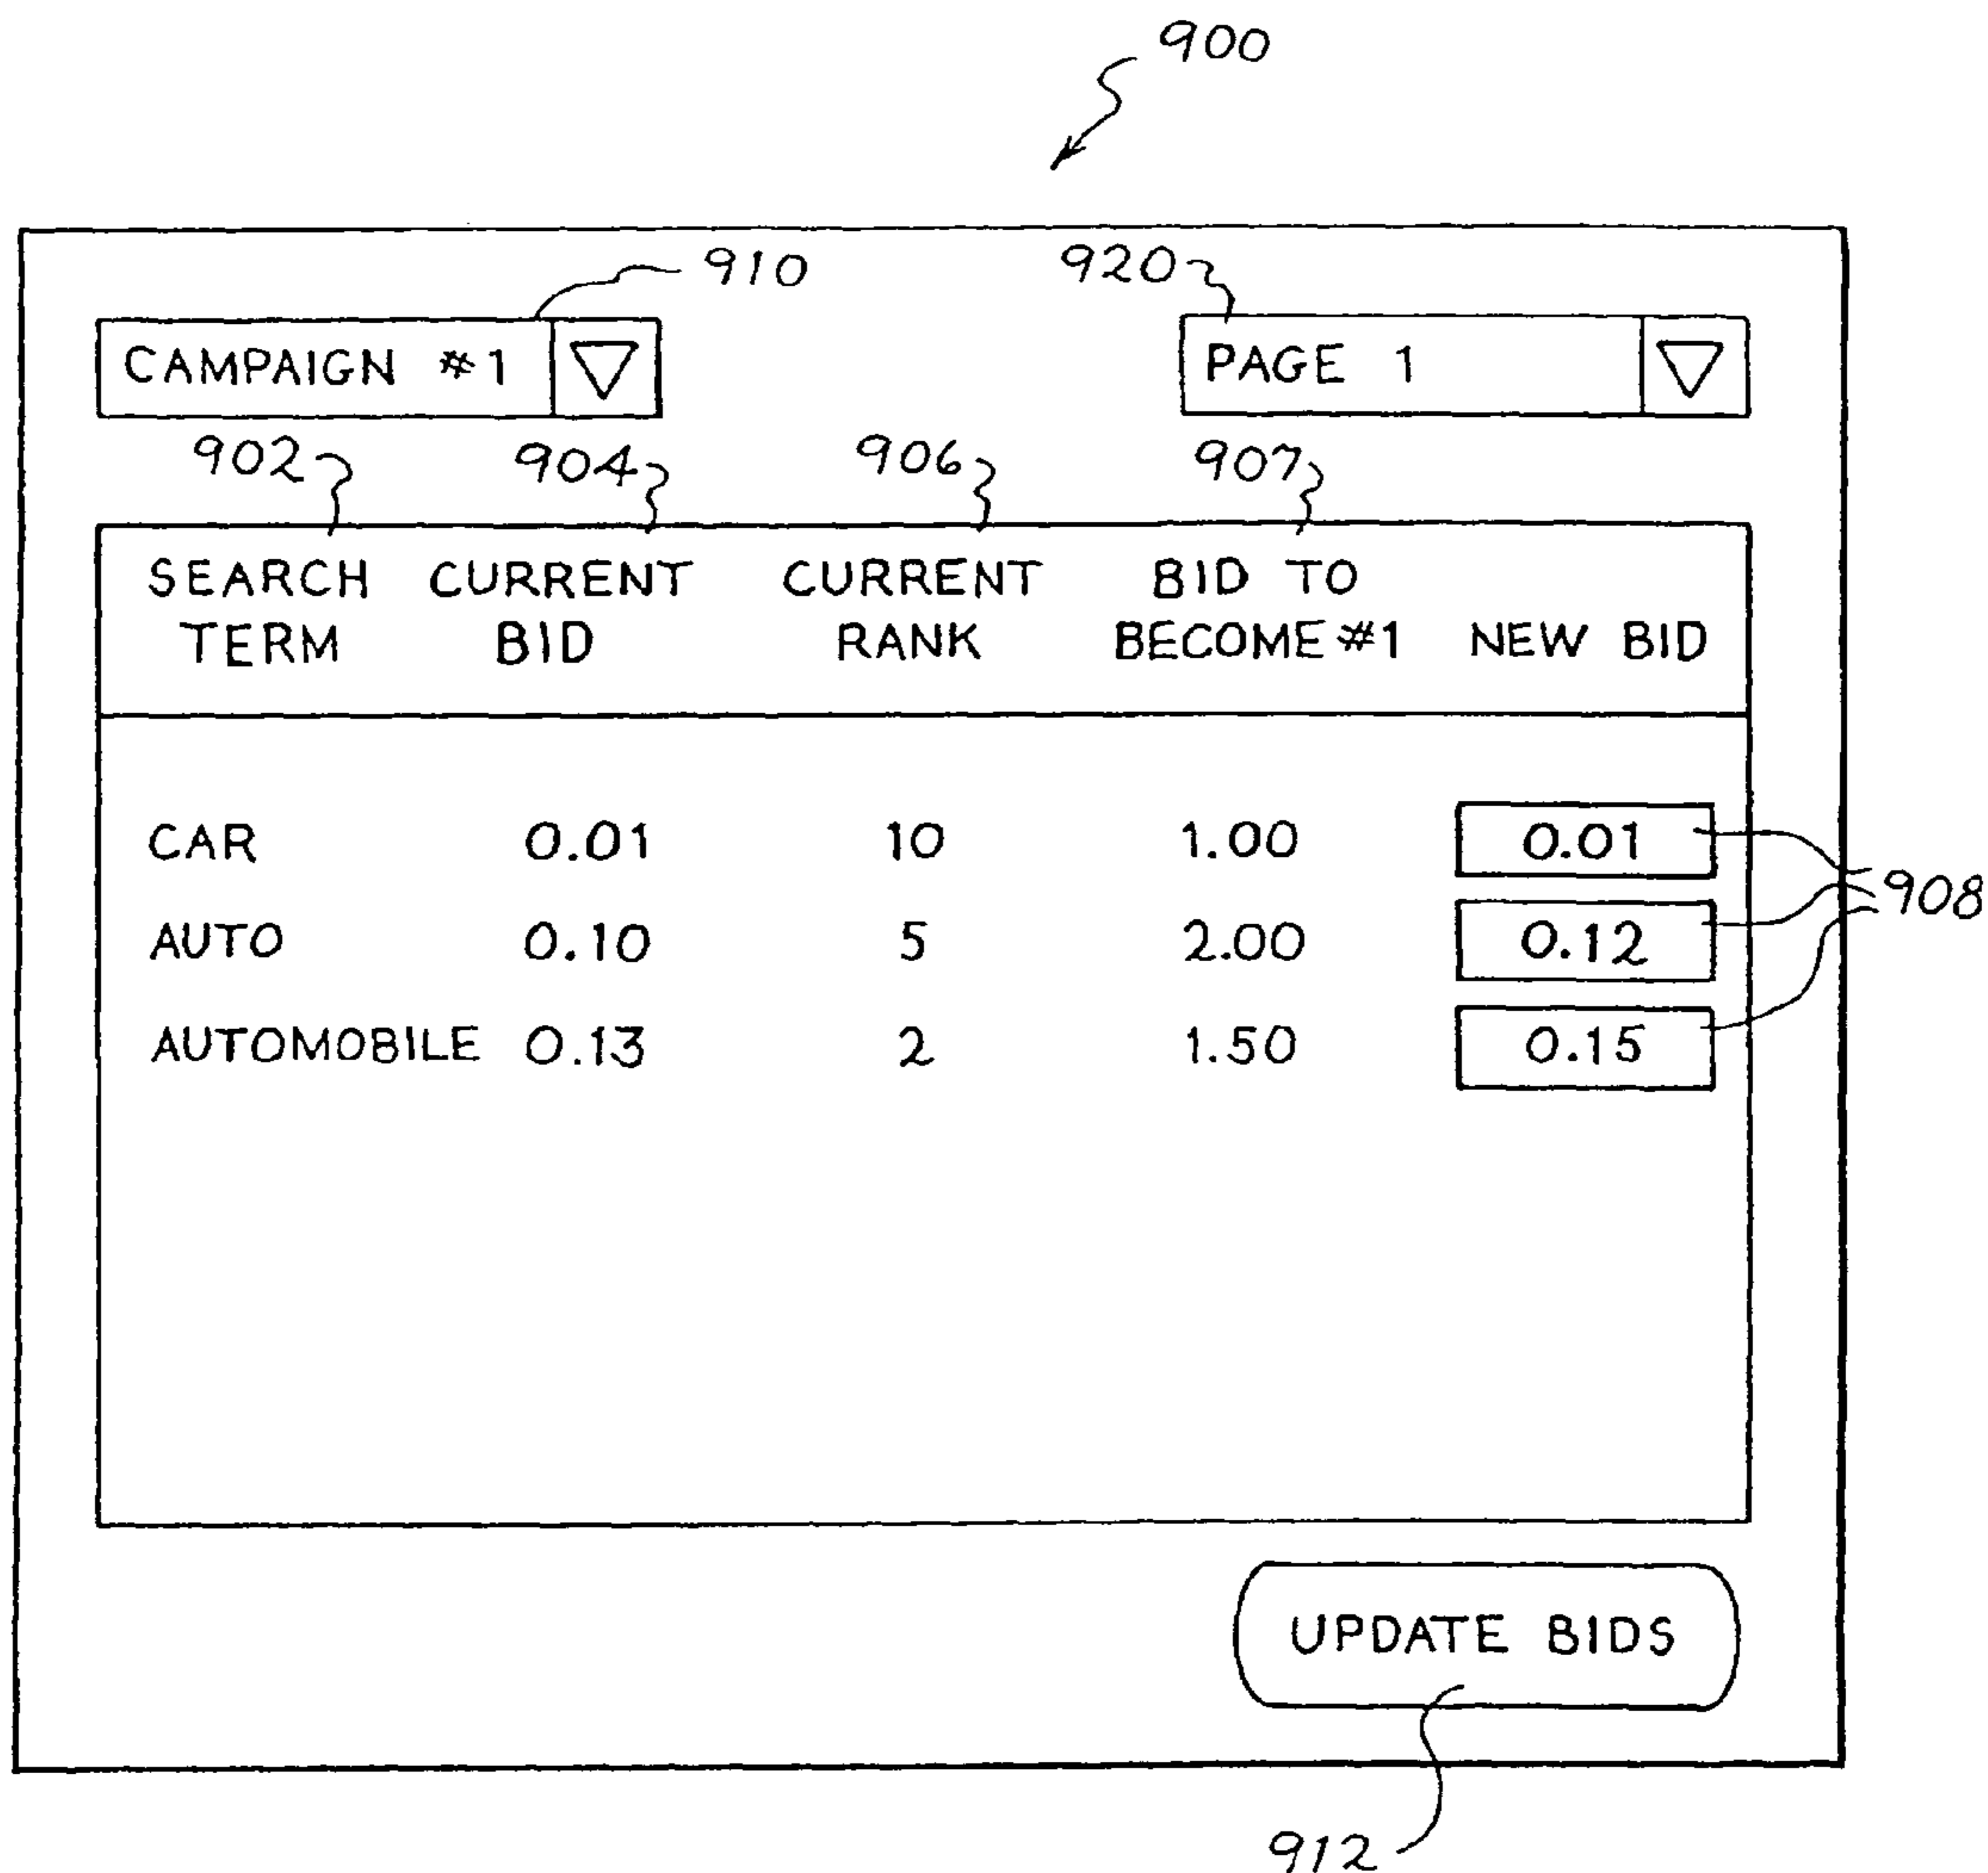 900
910
920
CAMPAIGN #1
PAGE 1
902
904
906
907
SEARCH TERM
CURRENT BID
CURRENT RANK
BID TO BECOME #1
NEW BID
CAR 0.01 10 1.00 0.01
AUTO 0.10 5 2.00 0.12
AUTOMOBILE 0.13 2 1.50 0.15
908
UPDATE BIDS
912